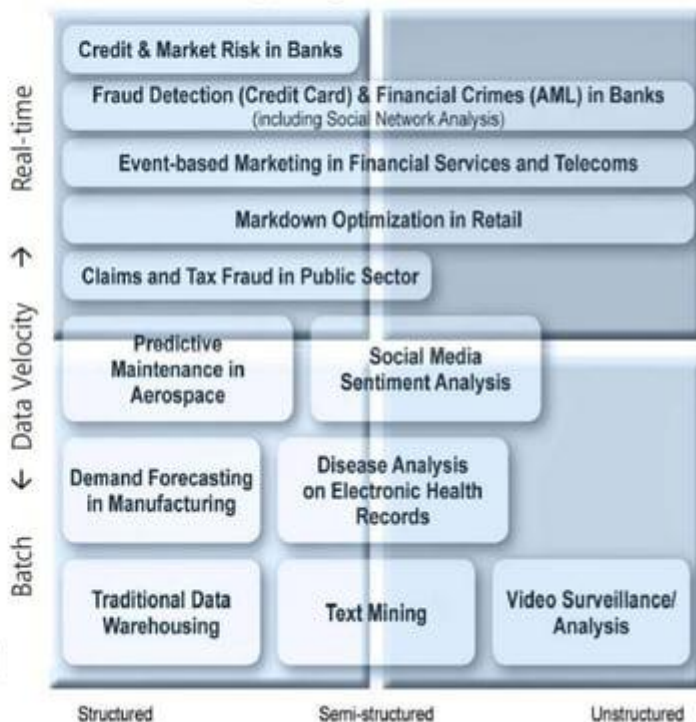 Credit & Market Risk in Banks
Fraud Detection (Credit Card) & Financial Crimes (AML) in Banks
(including Social Network Analysis)
Event-based Marketing in Financial Services and Telecoms
Markdown Optimization in Retail
Claims and Tax Fraud in Public Sector
Predictive
Maintenance in
Aerospace
Social Media
Sentiment Analysis
Demand Forecasting
in Manufacturing
Disease Analysis
on Electronic Health
Records
Traditional Data
Warehousing
Text Mining
Video Surveillance/
Analysis
Batch ← Data Velocity → Real-time
Structured Semi-structured Unstructured